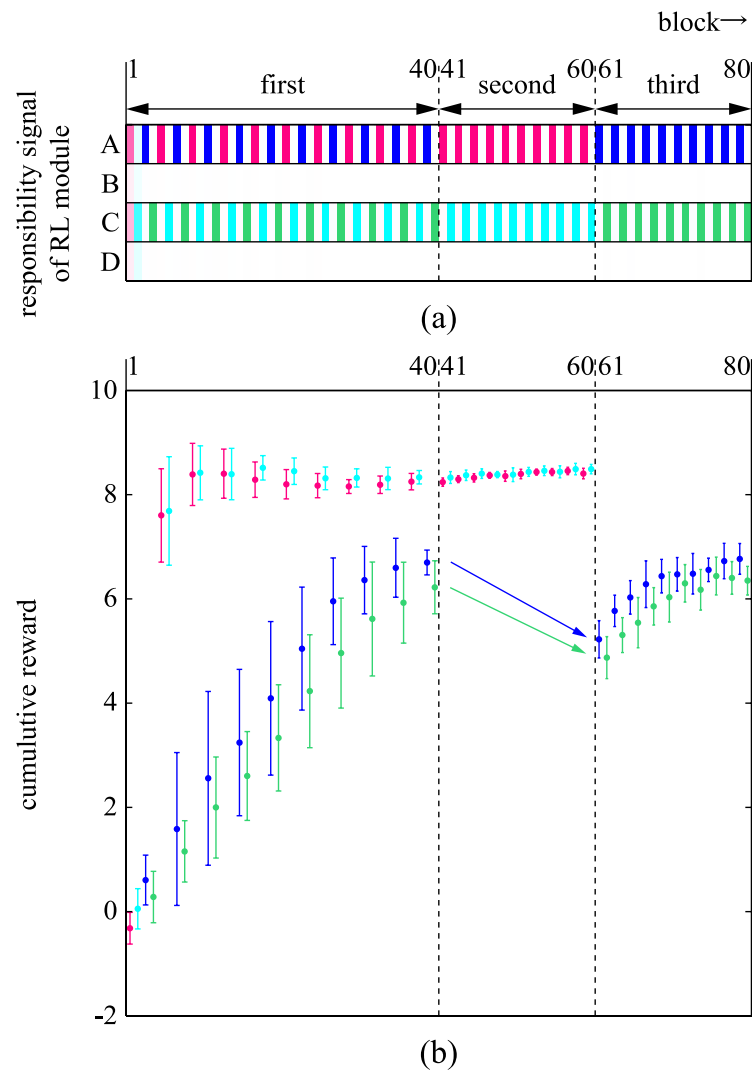 block→
1 40 41 60 61 80
first second third
responsibility signal
of RL module
A
B
C
D
(a)
1 40 41 60 61 80
cumulutive reward
10
8
6
4
2
0
-2
(b)